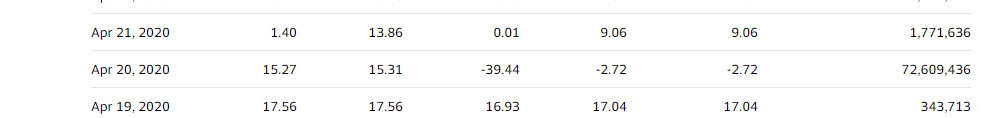 Apr 21, 2020 1.40 13.86 0.01 9.06 9.06 1,771,636
Apr 20, 2020 15.27 15.31 -39.44 -2.72 -2.72 72,609,436
Apr 19, 2020 17.56 17.56 16.93 17.04 17.04 343,713